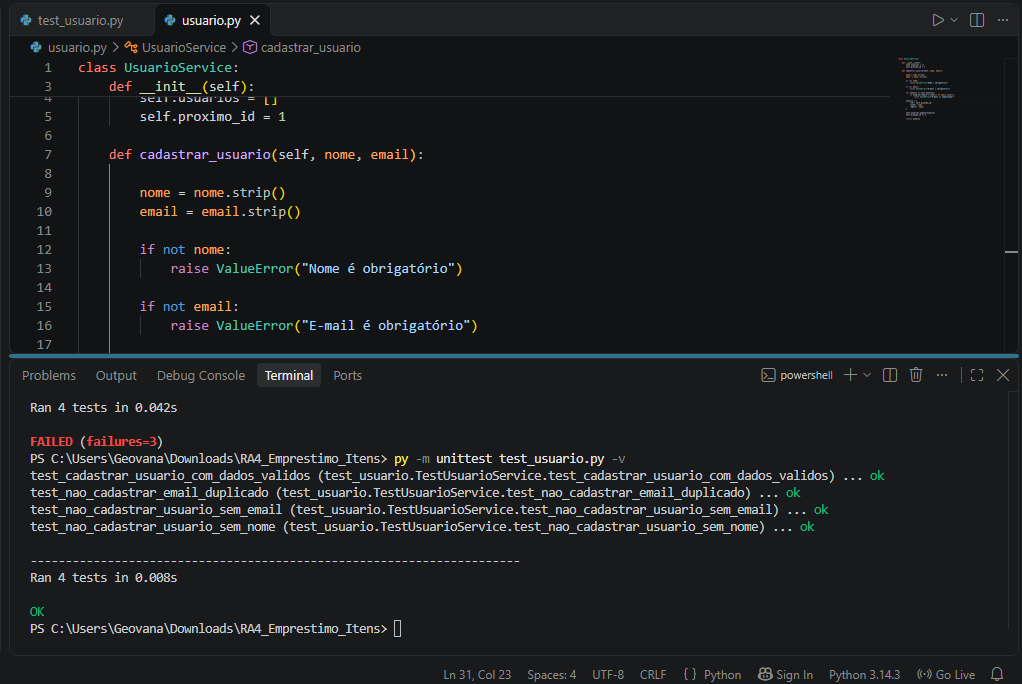 test_usuario.py usuario.py
usuario.py > UsuarioService > cadastrar_usuario
1 class UsuarioService:
3 def __init__(self):
4 self.usuarios = []
5 self.proximo_id = 1
6
7 def cadastrar_usuario(self, nome, email):
8
9 nome = nome.strip()
10 email = email.strip()
11
12 if not nome:
13 raise ValueError("Nome é obrigatório")
14
15 if not email:
16 raise ValueError("E-mail é obrigatório")
17
Problems Output Debug Console Terminal Ports powershell
Ran 4 tests in 0.042s
FAILED (failures=3)
PS C:\Users\Geovana\Downloads\RA4_Emprestimo_Itens> py -m unittest test_usuario.py -v
test_cadastrar_usuario_com_dados_validos (test_usuario.TestUsuarioService.test_cadastrar_usuario_com_dados_validos) ... ok
test_nao_cadastrar_email_duplicado (test_usuario.TestUsuarioService.test_nao_cadastrar_email_duplicado) ... ok
test_nao_cadastrar_usuario_sem_email (test_usuario.TestUsuarioService.test_nao_cadastrar_usuario_sem_email) ... ok
test_nao_cadastrar_usuario_sem_nome (test_usuario.TestUsuarioService.test_nao_cadastrar_usuario_sem_nome) ... ok
----------------------------------------------------------------------
Ran 4 tests in 0.008s
OK
PS C:\Users\Geovana\Downloads\RA4_Emprestimo_Itens>
Ln 31, Col 23 Spaces: 4 UTF-8 CRLF { } Python Sign In Python 3.14.3 Go Live